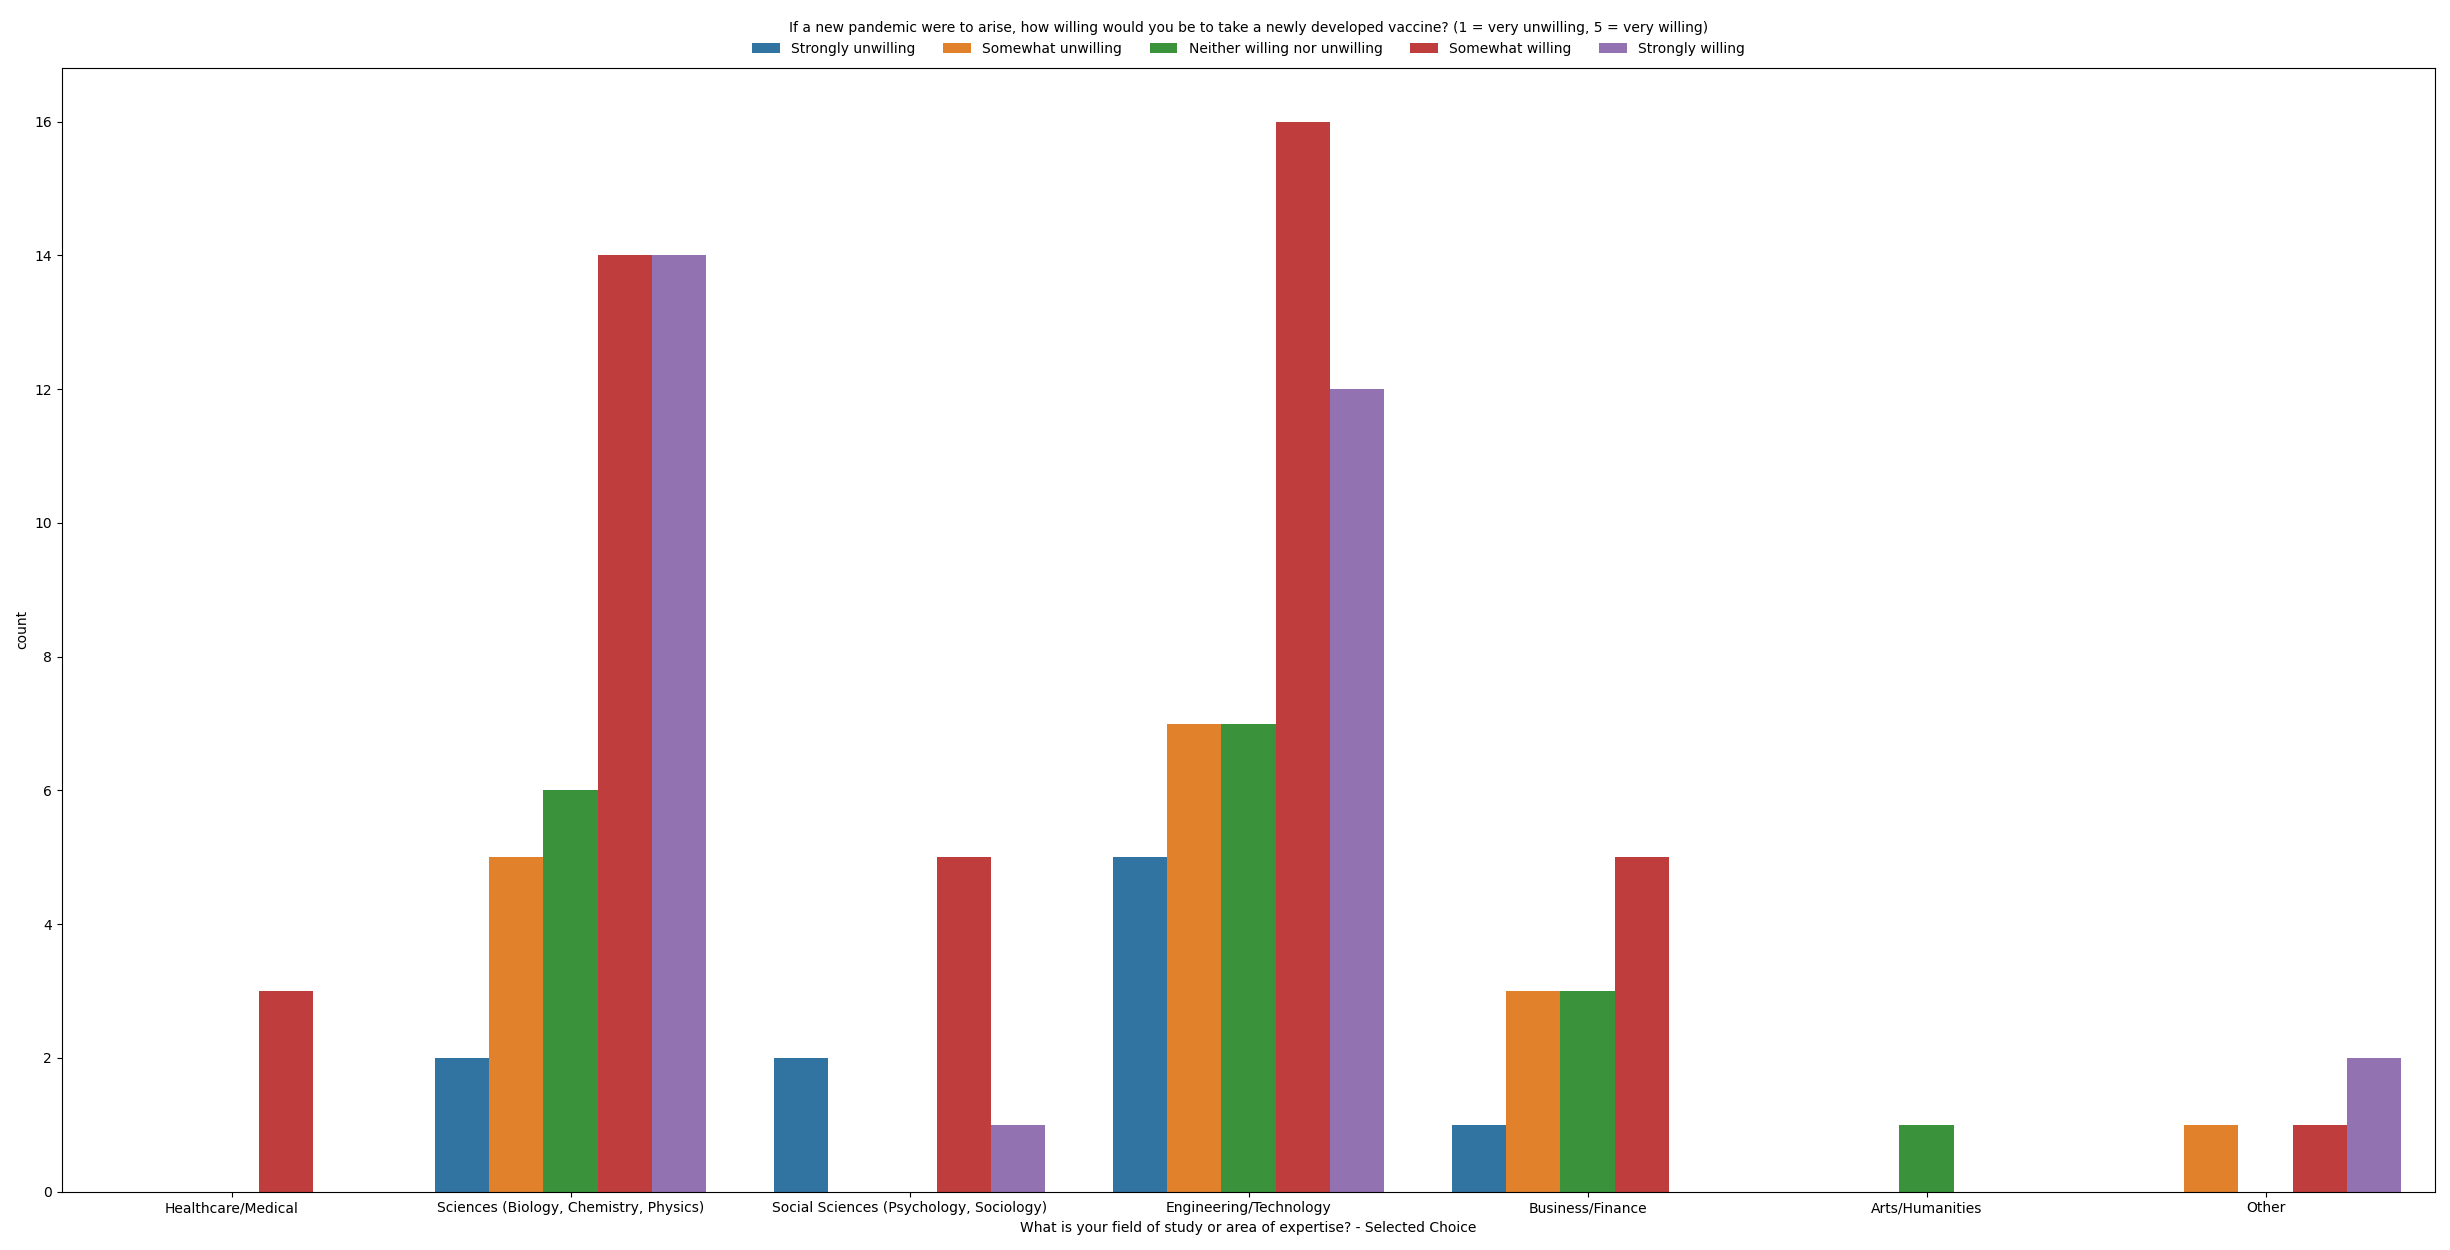 If a new pandemic were to arise, how willing would you be to take a newly developed vaccine? (1 = very unwilling, 5 = very willing)
Strongly unwilling Somewhat unwilling Neither willing nor unwilling Somewhat willing Strongly willing
16
14
12
10
count
8
6
4
2
0
Healthcare/Medical Sciences (Biology, Chemistry, Physics) Social Sciences (Psychology, Sociology) Engineering/Technology Business/Finance Arts/Humanities Other
What is your field of study or area of expertise? - Selected Choice